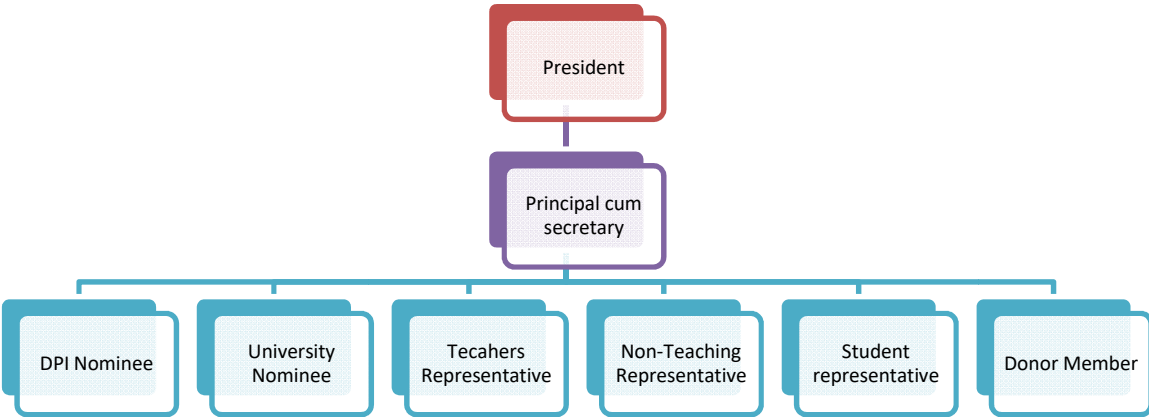 President
Principal cum
secretary
DPI Nominee
University
Nominee
Tecahers
Representative
Non-Teaching
Representative
Student
representative
Donor Member